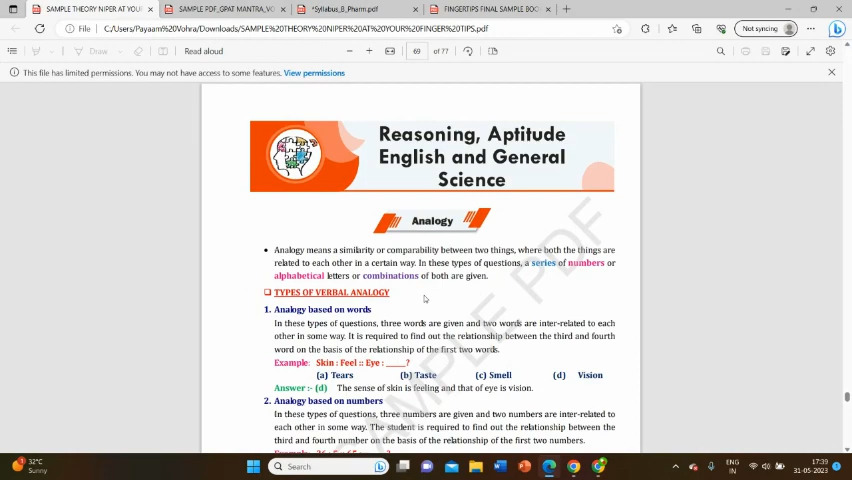 SAMPLE THEORY NIPER AT YOUR
SAMPLE PDF_GPAT MANTRA_VO
*Syllabus_B_Pharm.pdf
FINGERTIPS FINAL SAMPLE BOO
File
C:/Users/Payaam%20Vohra/Downloads/SAMPLE%20THEORY%20NIPER%20AT%20YOUR%20FINGER%20TIPS.pdf
Not syncing
Draw
Read aloud
69
of 77
This file has limited permissions. You may not have access to some features. View permissions
Reasoning, Aptitude
English and General
Science
Analogy
• Analogy means a similarity or comparability between two things, where both the things are
related to each other in a certain way. In these types of questions, a series of numbers or
alphabetical letters or combinations of both are given.
TYPES OF VERBAL ANALOGY
1. Analogy based on words
In these types of questions, three words are given and two words are inter-related to each
other in some way. It is required to find out the relationship between the third and fourth
word on the basis of the relationship of the first two words.
Example: Skin : Feel :: Eye : _____?
(a) Tears (b) Taste (c) Smell (d) Vision
Answer :- (d) The sense of skin is feeling and that of eye is vision.
2. Analogy based on numbers
In these types of questions, three numbers are given and two numbers are inter-related to
each other in some way. The student is required to find out the relationship between the
third and fourth number on the basis of the relationship of the first two numbers.
SAMPLE PDF
32°C
Sunny
Search
ENG
IN
17:39
31-05-2023